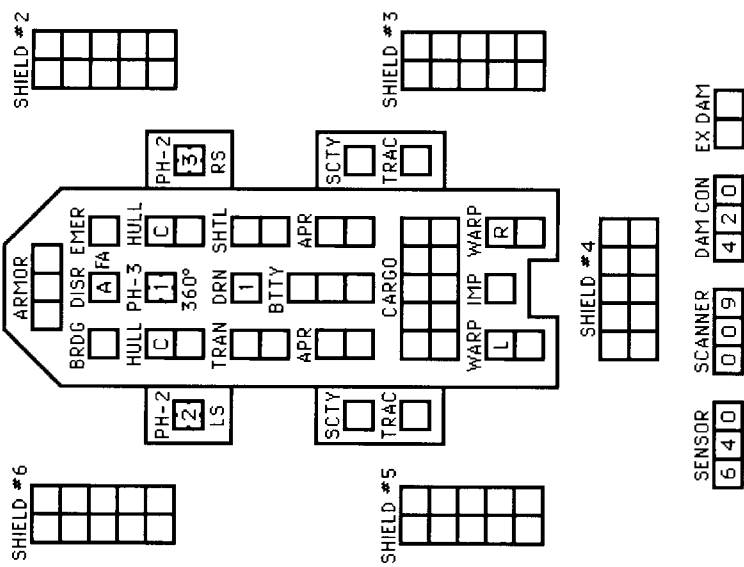 SHIELD #6
ARMOR
SHIELD #2
BRDG DISR EMER
A FA
HULL PH-3 HULL
PH-2 C 1 C PH-2
2 3
LS 360° RS
TRAN DRN SHTL
1
BTTY
APR APR
SCTY SCTY
SHIELD #5 TRAC CARGO TRAC SHIELD #3
WARP IMP WARP
L R
SHIELD #4
SENSOR SCANNER DAM CON EX DAM
6 4 0 0 0 9 4 2 0